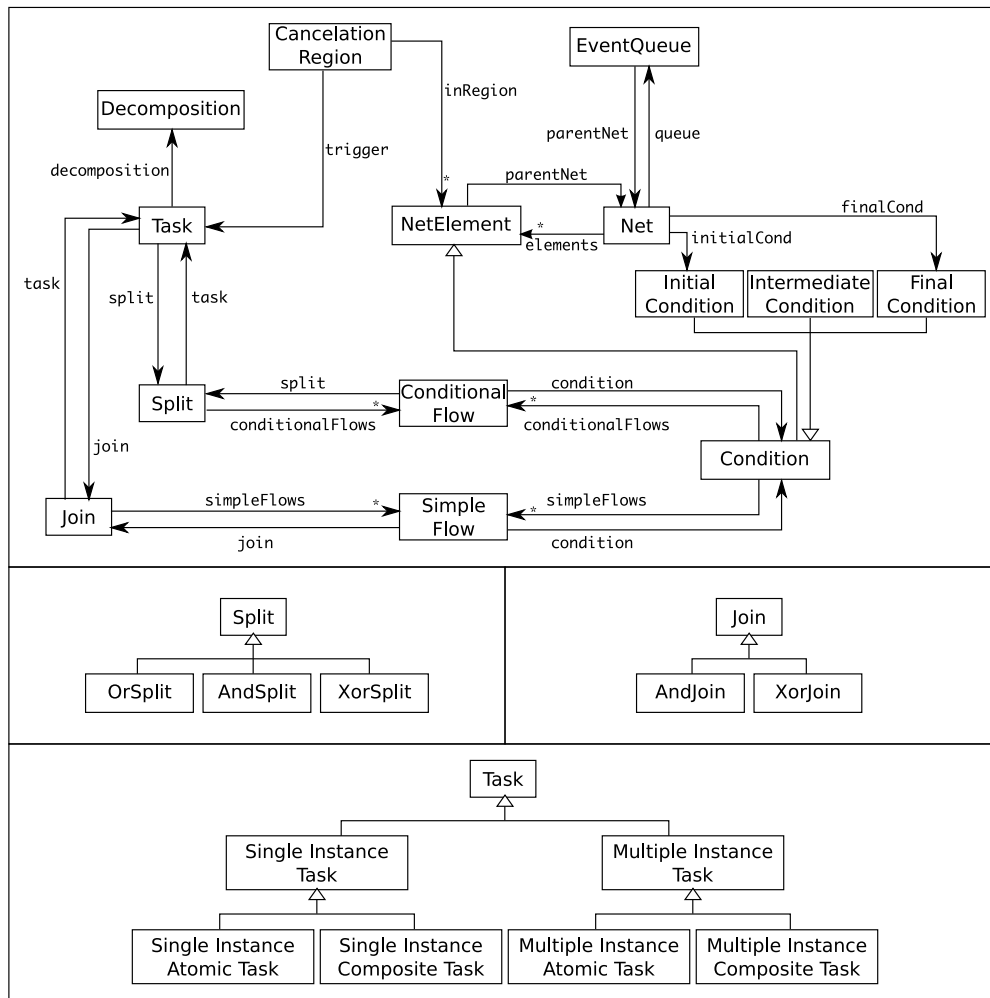 Cancelation
Region
EventQueue
inRegion
Decomposition
trigger
parentNet
queue
decomposition
*
parentNet
Task
NetElement
*
Net
finalCond
elements
initialCond
task
split
task
Initial
Condition
Intermediate
Condition
Final
Condition
split
Conditional
Flow
condition
Split
*
*
conditionalFlows
conditionalFlows
join
Condition
simpleFlows
simpleFlows
Join
*
Simple
Flow
*
join
condition
Split
OrSplit
AndSplit
XorSplit
Join
AndJoin
XorJoin
Task
Single Instance
Task
Multiple Instance
Task
Single Instance
Atomic Task
Single Instance
Composite Task
Multiple Instance
Atomic Task
Multiple Instance
Composite Task